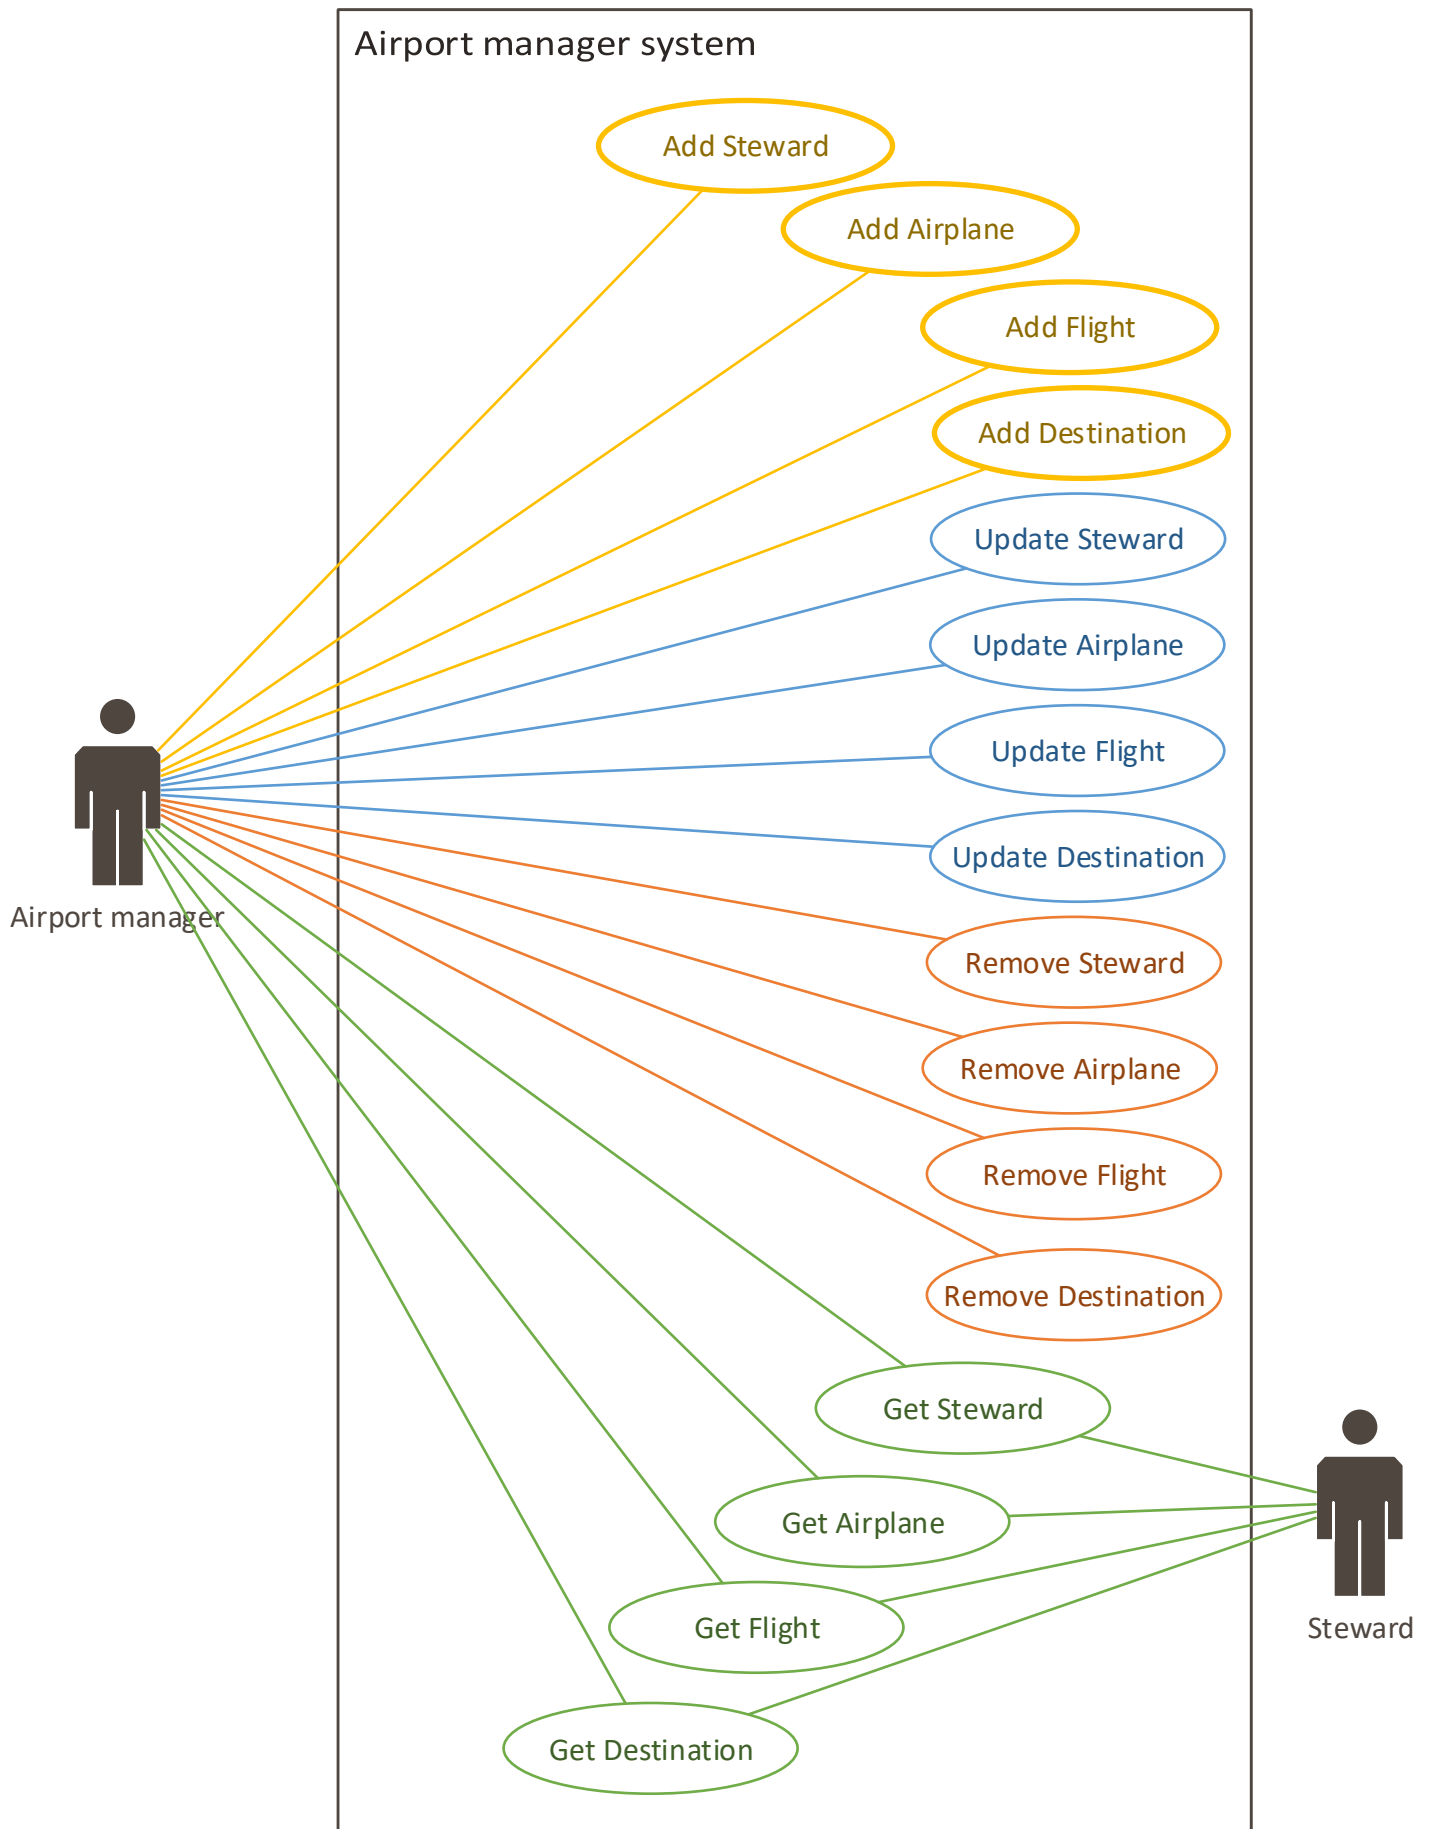 Airport manager system
Add Steward
Add Airplane
Add Flight
Add Destination
Update Steward
Update Airplane
Update Flight
Update Destination
Airport manager
Remove Steward
Remove Airplane
Remove Flight
Remove Destination
Get Steward
Get Airplane
Get Flight
Steward
Get Destination